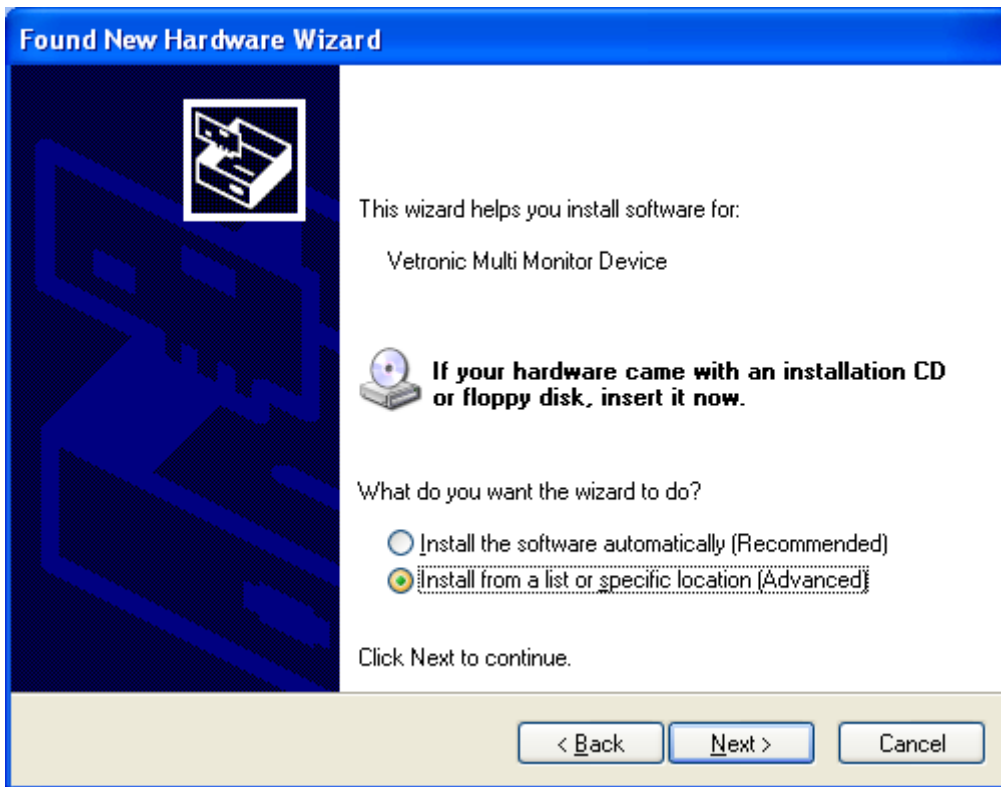 Found New Hardware Wizard
This wizard helps you install software for:
Vetronic Multi Monitor Device
If your hardware came with an installation CD
or floppy disk, insert it now.
What do you want the wizard to do?
Install the software automatically (Recommended)
Install from a list or specific location (Advanced)
Click Next to continue.
< Back
Next >
Cancel